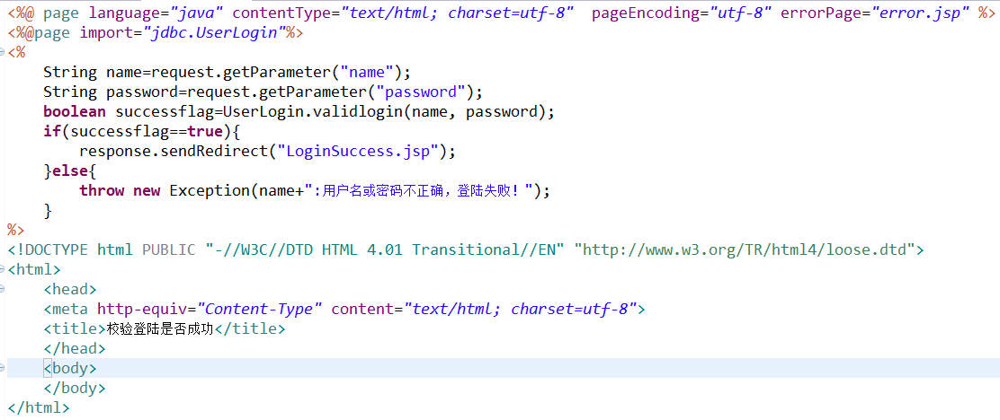 <%@ page language="java" contentType="text/html; charset=utf-8"  pageEncoding="utf-8" errorPage="error.jsp" %>
<%@page import="jdbc.UserLogin"%>
<%
    String name=request.getParameter("name");
    String password=request.getParameter("password");
    boolean successflag=UserLogin.validlogin(name, password);
    if(successflag==true){
        response.sendRedirect("LoginSuccess.jsp");
    }else{
        throw new Exception(name+":用户名或密码不正确，登陆失败！");
    }
%>
<!DOCTYPE html PUBLIC "-//W3C//DTD HTML 4.01 Transitional//EN" "http://www.w3.org/TR/html4/loose.dtd">
<html>
    <head>
    <meta http-equiv="Content-Type" content="text/html; charset=utf-8">
    <title>校验登陆是否成功</title>
    </head>
    <body>
    </body>
</html>